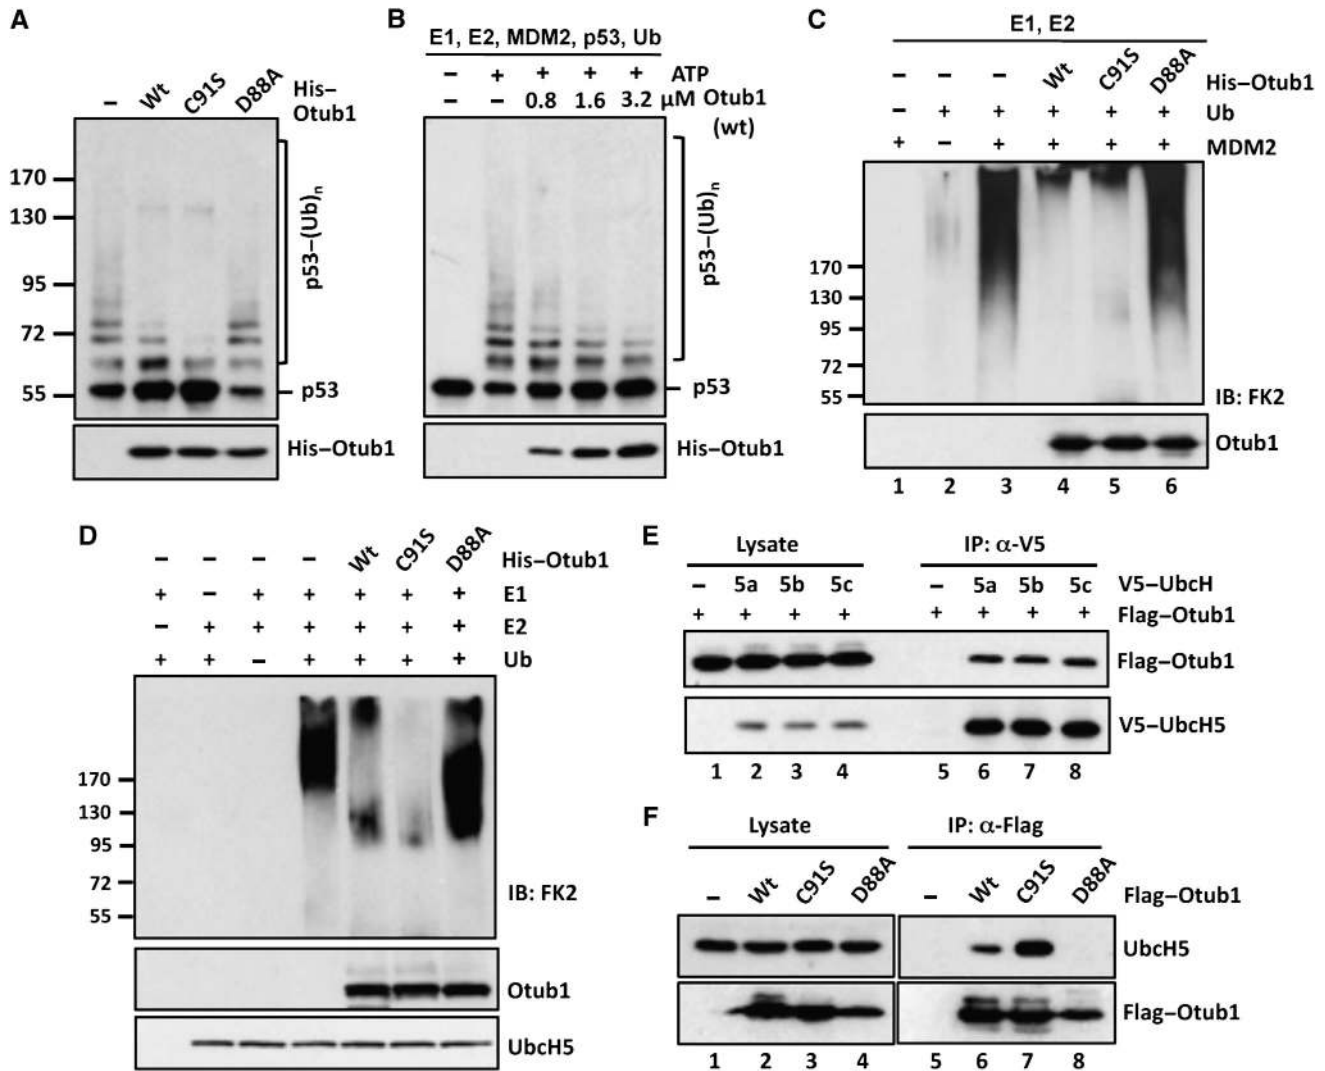 A
– Wt C91S D88A His–
Otub1
170
130
95
72
55
p53–(Ub)n
p53
His–Otub1
B
E1, E2, MDM2, p53, Ub
– + + + + ATP
– – 0.8 1.6 3.2 μM Otub1
(wt)
p53–(Ub)n
p53
His–Otub1
C
E1, E2
– – – Wt C91S D88A His–Otub1
– + + + + + Ub
+ – + + + + MDM2
170
130
95
72
55
IB: FK2
Otub1
1 2 3 4 5 6
D
– – – – Wt C91S D88A His–Otub1
+ – + + + + + E1
– + + + + + + E2
+ + – + + + + Ub
170
130
95
72
55
IB: FK2
Otub1
UbcH5
E
Lysate IP: α-V5
– 5a 5b 5c – 5a 5b 5c V5–UbcH
+ + + + + + + + Flag–Otub1
Flag–Otub1
V5–UbcH5
1 2 3 4 5 6 7 8
F
Lysate IP: α-Flag
– Wt C91S D88A – Wt C91S D88A Flag–Otub1
UbcH5
Flag–Otub1
1 2 3 4 5 6 7 8